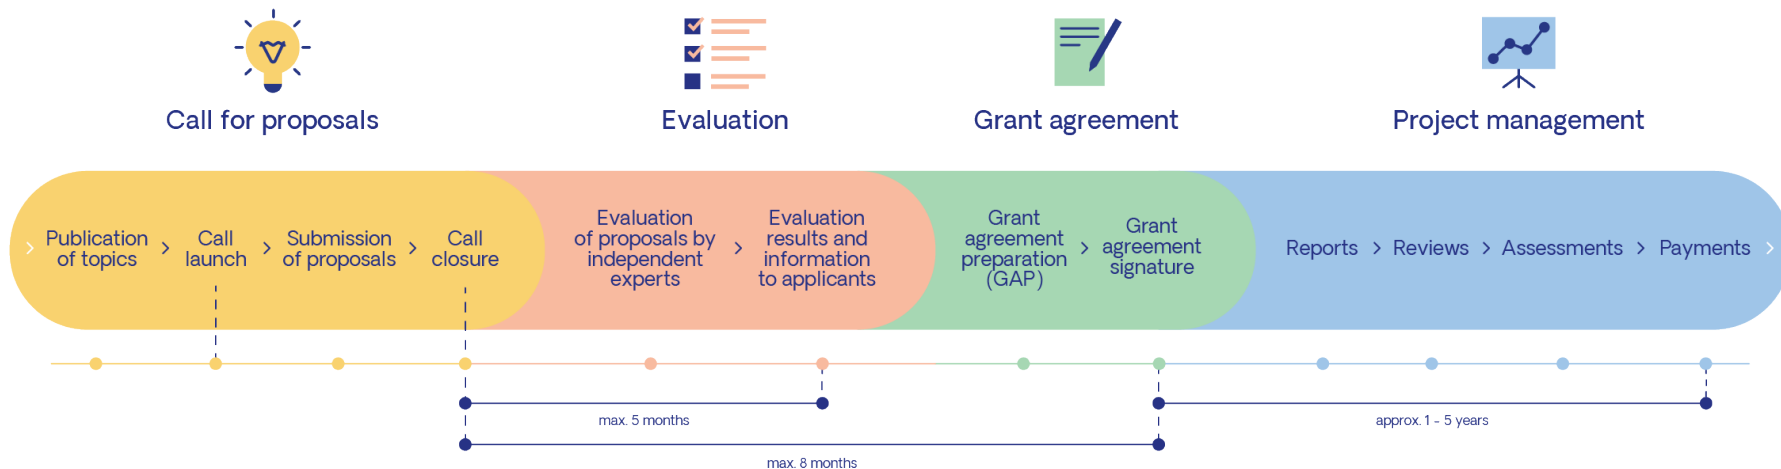 Call for proposals
Evaluation
Grant agreement
Project management
Publication
of topics
Call
launch
Submission
of proposals
Call
closure
Evaluation
of proposals by
independent
experts
Evaluation
results and
information
to applicants
Grant
agreement
preparation
(GAP)
Grant
agreement
signature
Reports
Reviews
Assessments
Payments
max. 5 months
approx. 1 - 5 years
max. 8 months